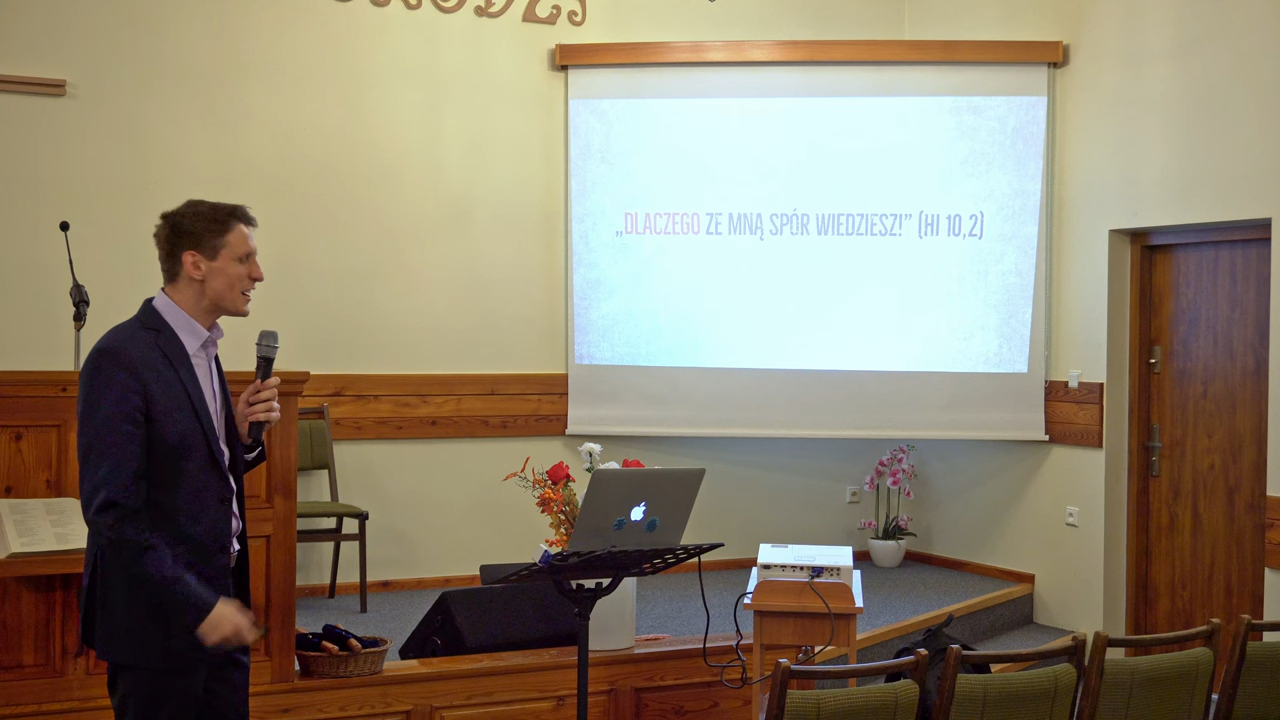 „DLACZEGO ZE MNĄ SPÓR WIEDZIESZ!” (HI 10,2)